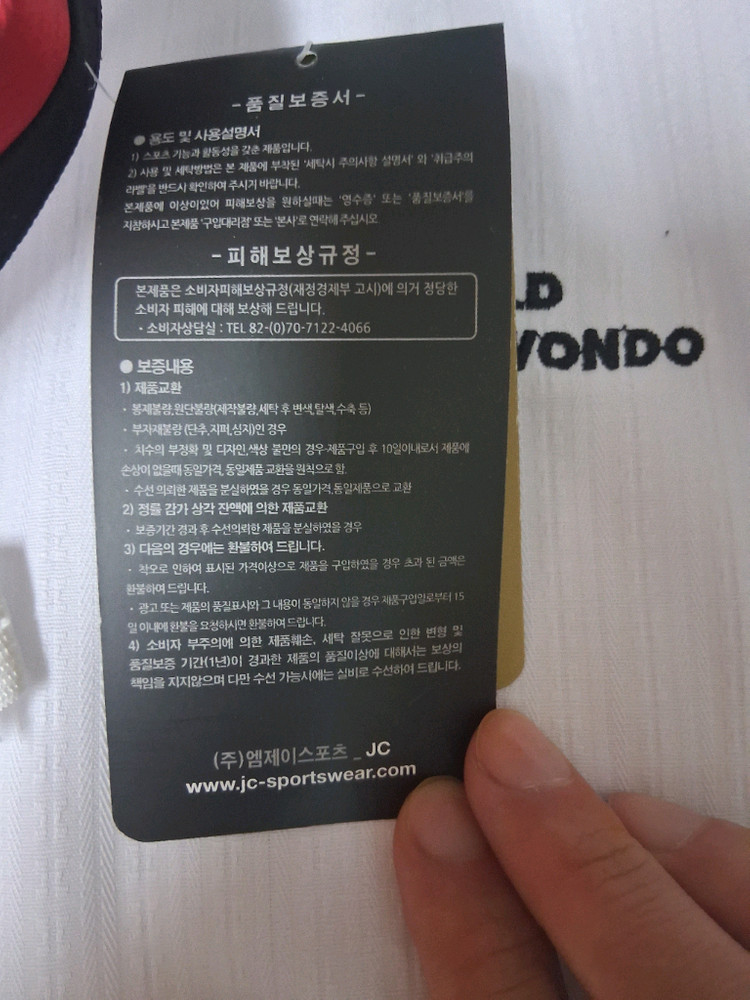 -품질보증서-
● 용도 및 사용설명서
1) 스포츠 기능과 활동성을 갖춘 제품입니다.
2) 사용 및 세탁방법은 본 제품에 부착된 '세탁시 주의사항 설명서' 와 '취급주의
라벨'을 반드시 확인하여 주시기 바랍니다.
본제품에 이상이있어 피해보상을 원하실때는 '영수증' 또는 '품질보증서'를
지참하시고 본제품 '구입대리점' 또는 '본사'로 연락해 주십시오
-피해보상규정-
본제품은 소비자피해보상규정(재정경제부 고시)에 의거 정당한
소비자 피해에 대해 보상해 드립니다.
· 소비자상담실 : TEL 82-(0)70-7122-4066
● 보증내용
1) 제품교환
· 봉제불량,원단불량(제작불량,세탁 후 변색,탈색,수축 등)
· 부자재불량 (단추,지퍼,심지)인 경우
· 치수의 부정확 및 디자인,색상 불만의 경우-제품구입 후 10일이내로서 제품에
손상이 없을때 동일가격, 동일제품 교환을 원칙으로 함.
· 수선 의뢰한 제품을 분실하였을 경우 동일가격,동일제품으로 교환
2) 정률 감가 상각 잔액에 의한 제품교환
· 보증기간 경과 후 수선의뢰한 제품을 분실하였을 경우
3) 다음의 경우에는 환불하여 드립니다.
· 착오로 인하여 표시된 가격이상으로 제품을 구입하였을 경우 초과 된 금액은
환불하여 드립니다.
· 광고 또는 제품의 품질표시와 그 내용이 동일하지 않을 경우 제품구입일로부터 15
일 이내에 환불을 요청하시면 환불하여 드립니다.
4) 소비자 부주의에 의한 제품훼손, 세탁 잘못으로 인한 변형 및
품질보증 기간(1년)이 경과한 제품의 품질이상에 대해서는 보상의
책임을 지지않으며 다만 수선 가능시에는 실비로 수선하여 드립니다.
(주)엠제이스포츠 _ JC
www.jc-sportswear.com
LD
WONDO